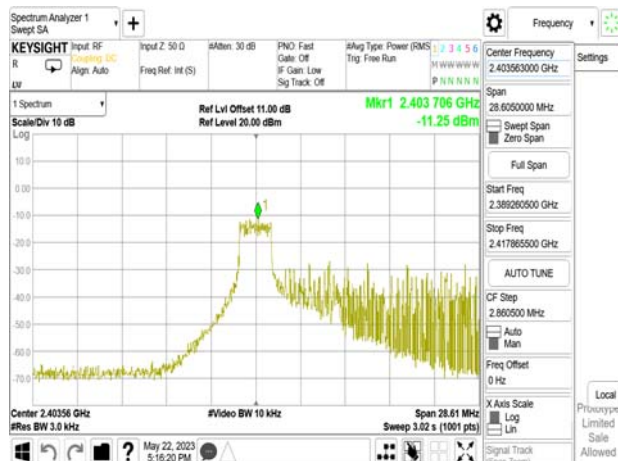 Spectrum Analyzer 1
Swept SA
Frequency
KEYSIGHT
Input: RF
Coupling: DC
Align: Auto
Input Z: 50 Ω
Freq Ref: Int (S)
#Atten: 30 dB
PNO: Fast
Gate: Off
IF Gain: Low
Sig Track: Off
#Avg Type: Power (RMS
Trig: Free Run
1 2 3 4 5 6
M W W W W W
P N N N N N
R
1 Spectrum
Scale/Div 10 dB
Ref Lvl Offset 11.00 dB
Ref Level 20.00 dBm
Mkr1 2.403 706 GHz
-11.25 dBm
Log
10.0
0.00
-10.0
-20.0
-30.0
-40.0
-50.0
-60.0
-70.0
1
Center 2.40356 GHz
#Res BW 3.0 kHz
#Video BW 10 kHz
Span 28.61 MHz
Sweep 3.02 s (1001 pts)
May 22, 2023
5:16:20 PM
Center Frequency
2.403563000 GHz
Span
28.6050000 MHz
Swept Span
Zero Span
Full Span
Start Freq
2.389260500 GHz
Stop Freq
2.417865500 GHz
AUTO TUNE
CF Step
2.860500 MHz
Auto
Man
Freq Offset
0 Hz
X Axis Scale
Log
Lin
Signal Track
Settings
Local
Prototype
Limited
Sale
Allowed